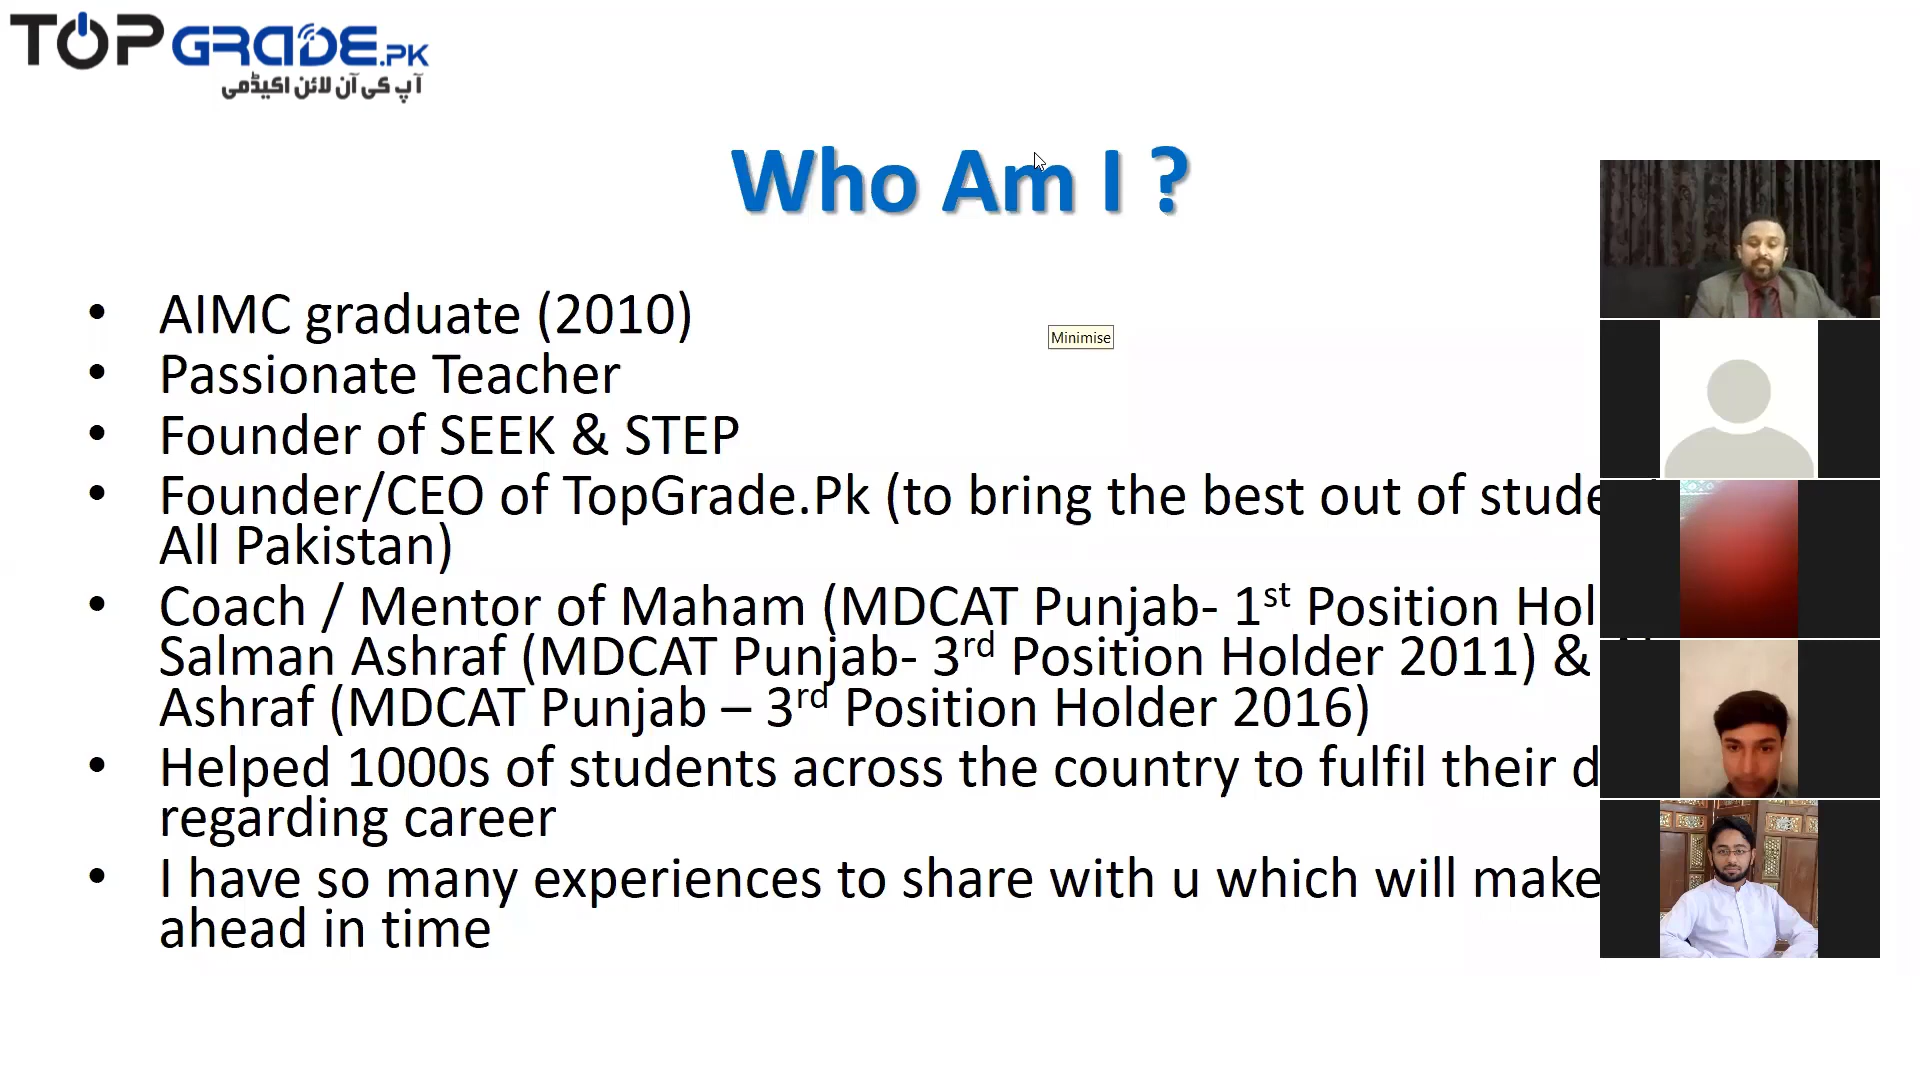 TOPGRADE.PK
آپ کی آن لائن اکیڈمی
Who Am I ?
• AIMC graduate (2010)
Minimise
• Passionate Teacher
• Founder of SEEK & STEP
• Founder/CEO of TopGrade.Pk (to bring the best out of
All Pakistan)
• Coach / Mentor of Maham (MDCAT Punjab- 1st Position
Salman Ashraf (MDCAT Punjab- 3rd Position Holder 2011) &
Ashraf (MDCAT Punjab – 3rd Position Holder 2016)
• Helped 1000s of students across the country to fulfil their
regarding career
• I have so many experiences to share with u which will make
ahead in time